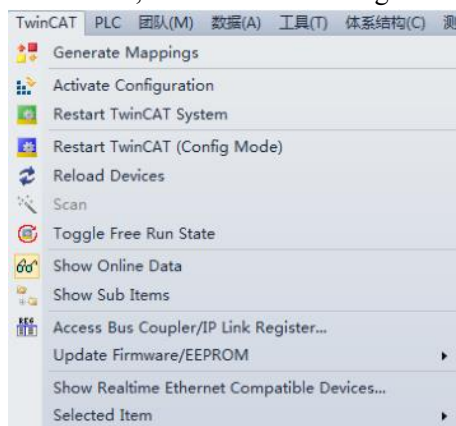 TwinCAT PLC 团队(M) 数据(A) 工具(T) 体系结构(C) 测
Generate Mappings
Activate Configuration
Restart TwinCAT System
Restart TwinCAT (Config Mode)
Reload Devices
Scan
Toggle Free Run State
Show Online Data
Show Sub Items
REG
Access Bus Coupler/IP Link Register...
Update Firmware/EEPROM
Show Realtime Ethernet Compatible Devices...
Selected Item